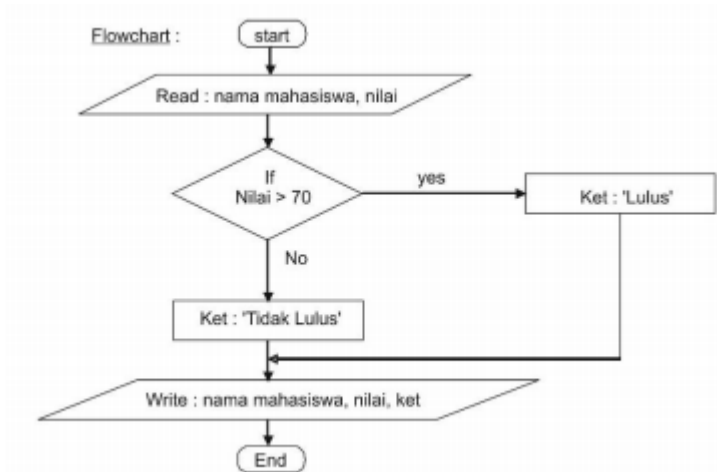 Flowchart :
start
Read : nama mahasiswa, nilai
If
Nilai > 70
yes
Ket : 'Lulus'
No
Ket : 'Tidak Lulus'
Write : nama mahasiswa, nilai, ket
End